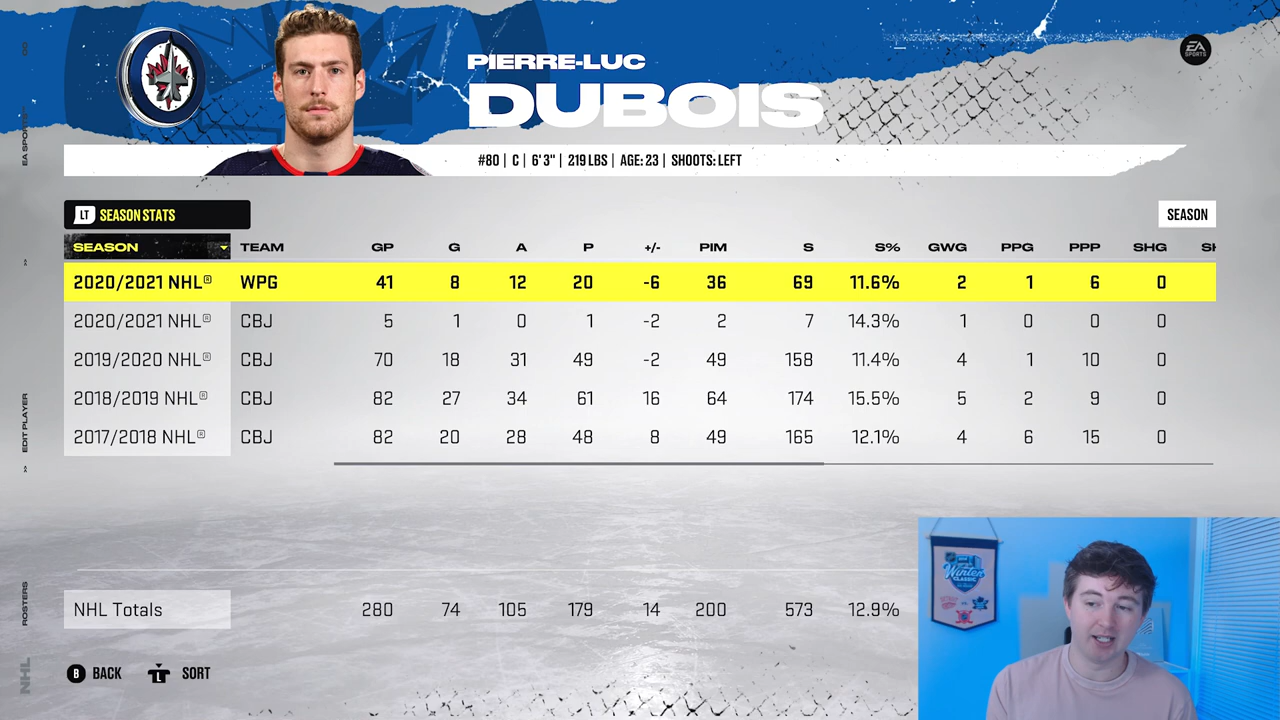 PIERRE-LUC
DUBOIS
EA SPORTS
#80 | C | 6'3" | 219 LBS | AGE: 23 | SHOOTS: LEFT
LT SEASON STATS
SEASON
SEASON TEAM GP G A P +/- PIM S S% GWG PPG PPP SHG SH
2020/2021 NHL® WPG 41 8 12 20 -6 36 69 11.6% 2 1 6 0
2020/2021 NHL® CBJ 5 1 0 1 -2 2 7 14.3% 1 0 0 0
2019/2020 NHL® CBJ 70 18 31 49 -2 49 158 11.4% 4 1 10 0
2018/2019 NHL® CBJ 82 27 34 61 16 64 174 15.5% 5 2 9 0
2017/2018 NHL® CBJ 82 20 28 48 8 49 165 12.1% 4 6 15 0
NHL Totals 280 74 105 179 14 200 573 12.9%
B BACK L SORT
NHL
ROSTERS
>> EDIT PLAYER >>
Winter
CLASSIC